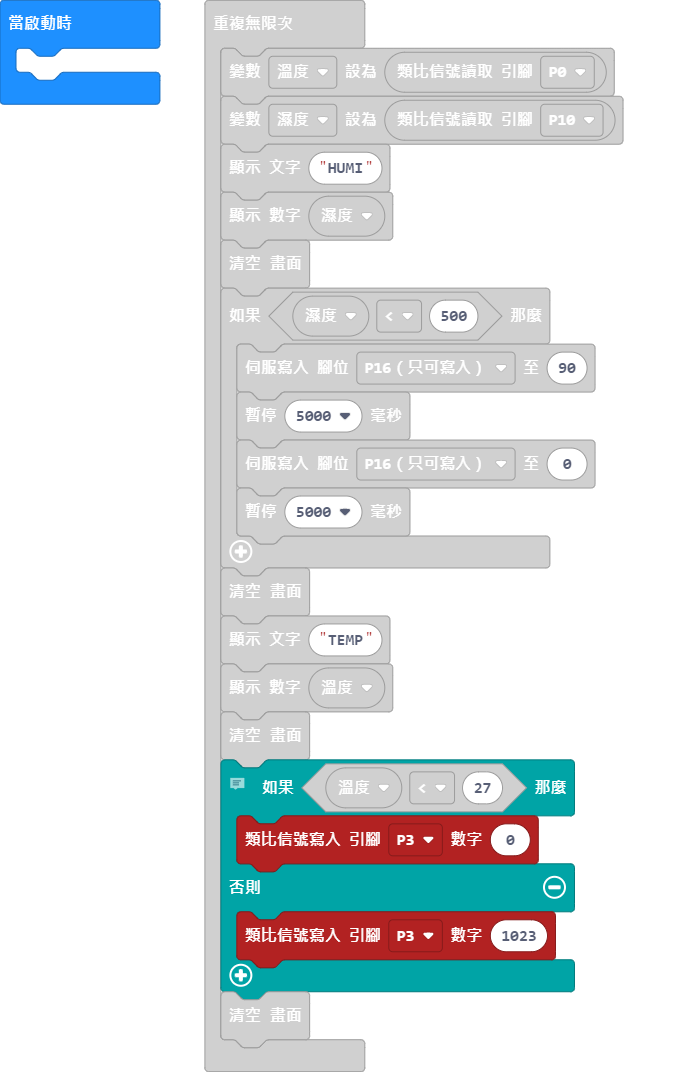 當啟動時
重複無限次
變數 溫度 設為 類比信號讀取 引腳 P0
變數 濕度 設為 類比信號讀取 引腳 P10
顯示 文字 "HUMI"
顯示 數字 濕度
清空 畫面
如果 濕度 < 500 那麼
伺服寫入 腳位 P16 ( 只可寫入 ) 至 90
暫停 5000 毫秒
伺服寫入 腳位 P16 ( 只可寫入 ) 至 0
暫停 5000 毫秒
清空 畫面
顯示 文字 "TEMP"
顯示 數字 溫度
清空 畫面
如果 溫度 < 27 那麼
類比信號寫入 引腳 P3 數字 0
否則
類比信號寫入 引腳 P3 數字 1023
清空 畫面